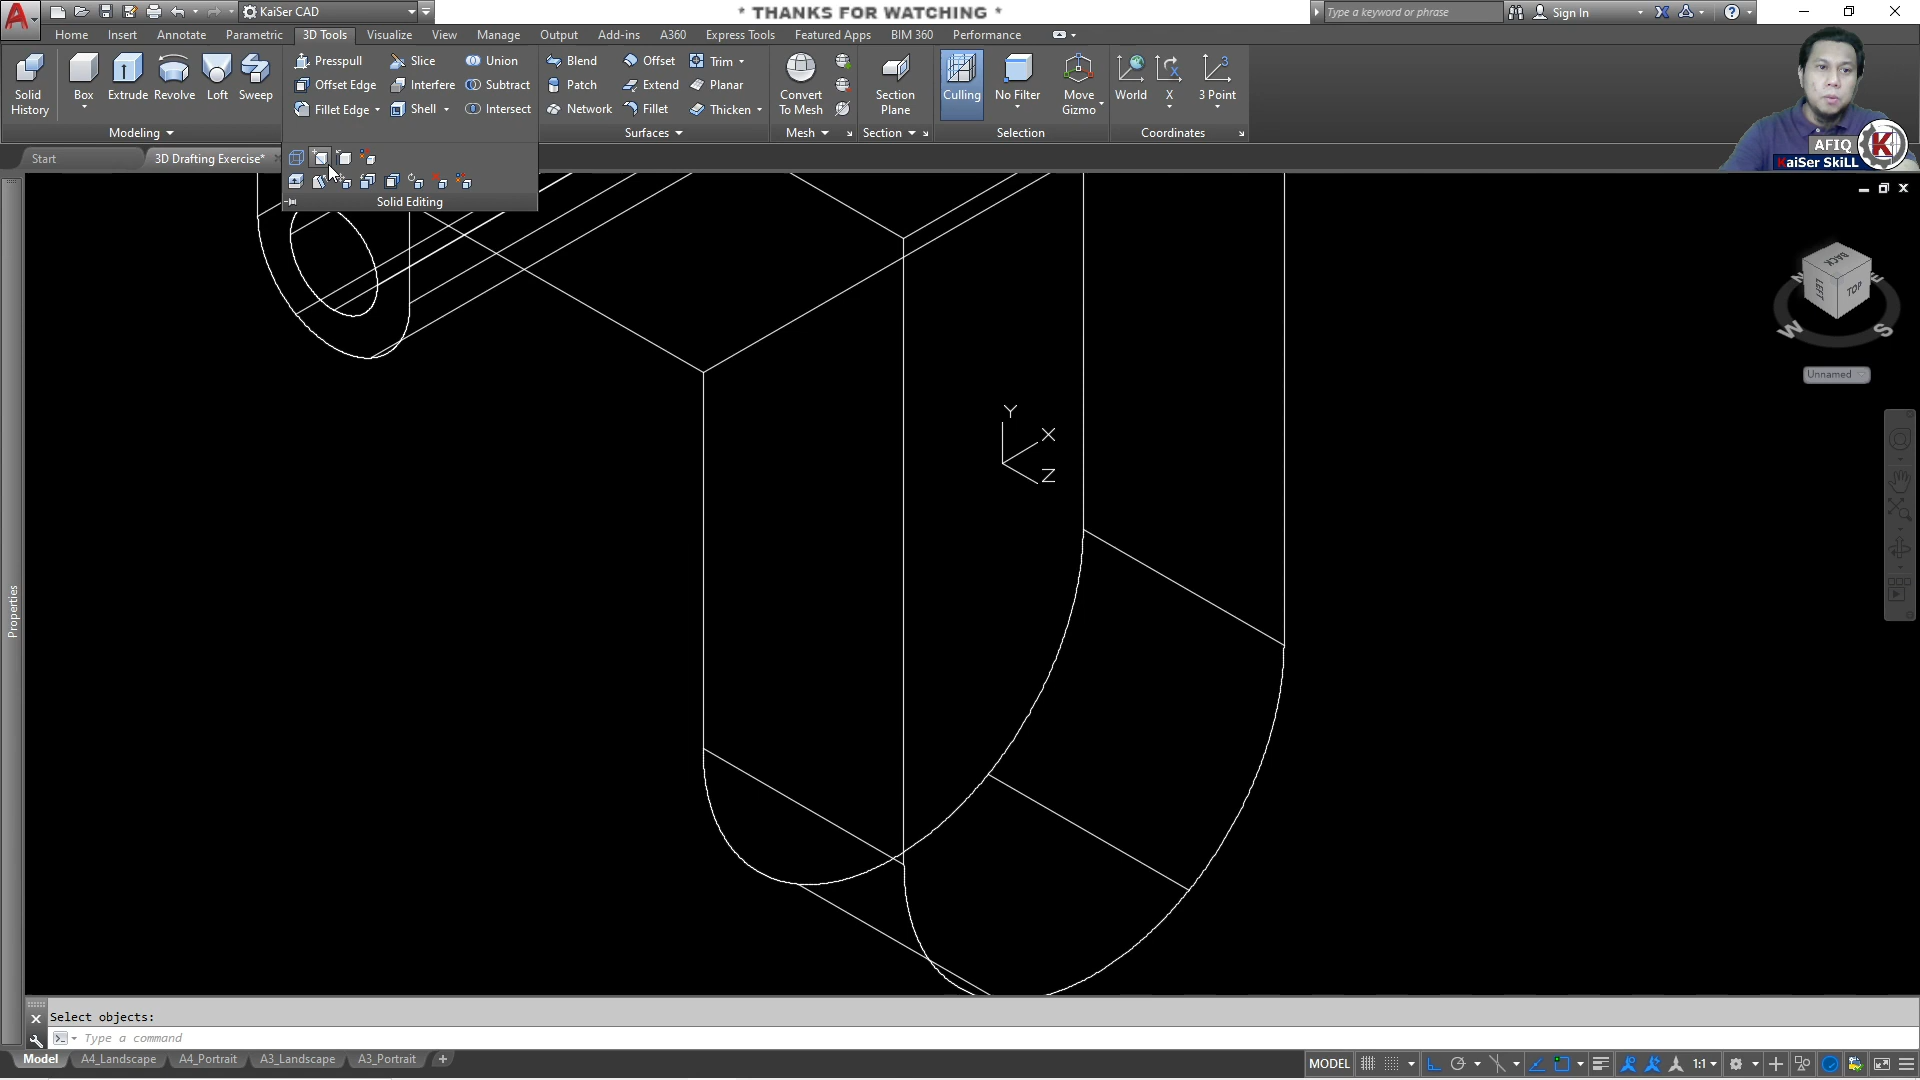 KaiSer CAD
* THANKS FOR WATCHING *
Type a keyword or phrase
Sign In
Home
Insert
Annotate
Parametric
3D Tools
Visualize
View
Manage
Output
Add-ins
A360
Express Tools
Featured Apps
BIM 360
Performance
Solid History
Box
Extrude
Revolve
Loft
Sweep
Modeling
Presspull
Offset Edge
Fillet Edge
Slice
Interfere
Shell
Union
Subtract
Intersect
Solid Editing
Blend
Patch
Network
Offset
Extend
Fillet
Trim
Planar
Thicken
Surfaces
Convert To Mesh
Mesh
Section Plane
Section
Culling
No Filter
Move Gizmo
Selection
World
X
3 Point
Coordinates
AFIQ
KaiSer SkiLL
K
Start
3D Drafting Exercise*
BACK
LEFT
TOP
N
E
W
S
Unnamed
Y
X
Z
Properties
Select objects:
Type a command
Model
A4_Landscape
A4_Portrait
A3_Landscape
A3_Portrait
MODEL
1:1